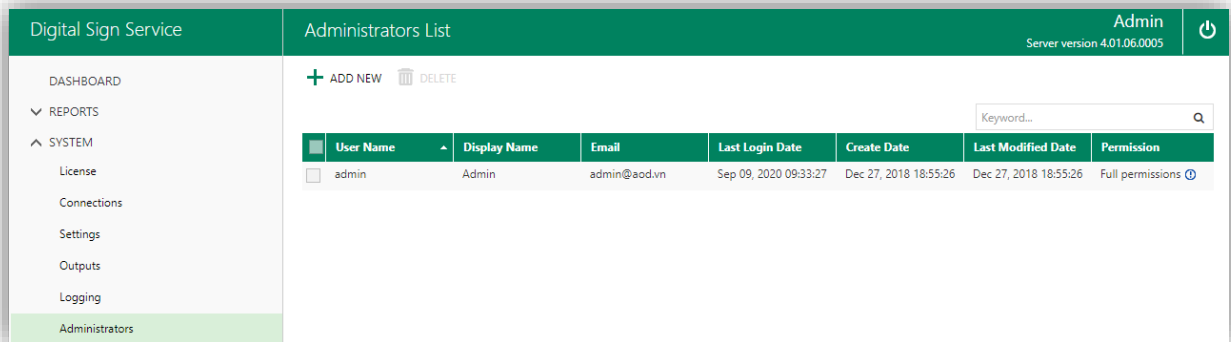 Digital Sign Service
Administrators List
Admin
Server version 4.01.06.0005
DASHBOARD
REPORTS
SYSTEM
License
Connections
Settings
Outputs
Logging
Administrators
ADD NEW DELETE
Keyword...
User Name Display Name Email Last Login Date Create Date Last Modified Date Permission
admin Admin admin@aod.vn Sep 09, 2020 09:33:27 Dec 27, 2018 18:55:26 Dec 27, 2018 18:55:26 Full permissions